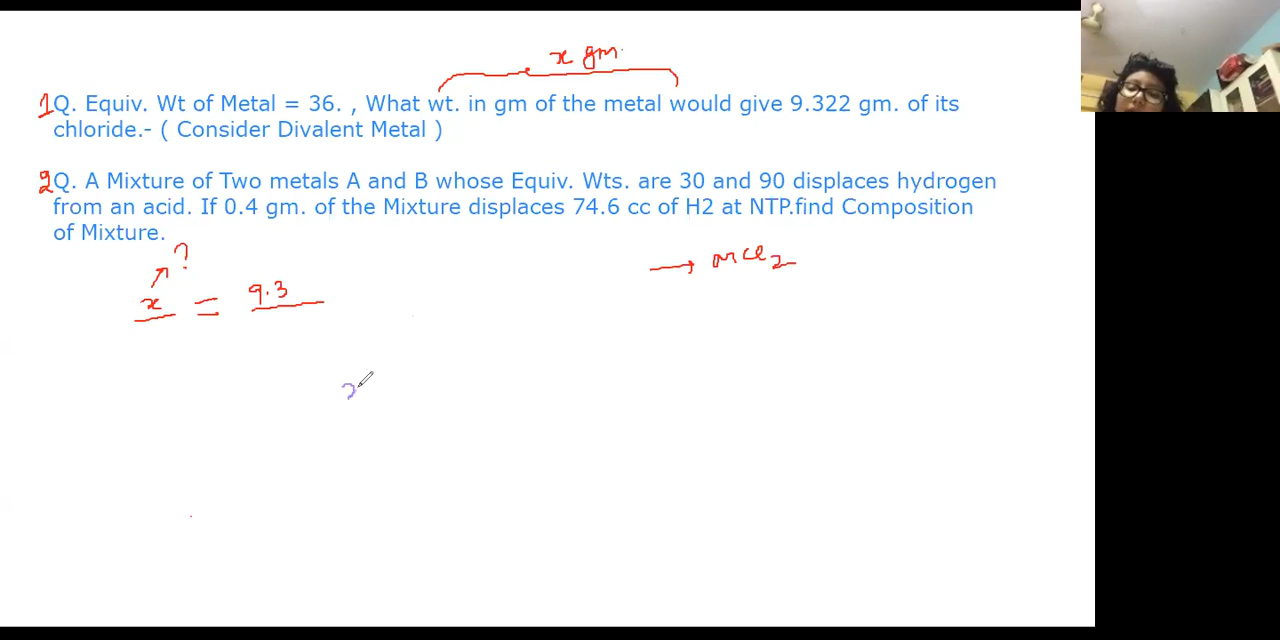 x gm
1Q. Equiv. Wt of Metal = 36. , What wt. in gm of the metal would give 9.322 gm. of its
chloride.- ( Consider Divalent Metal )
2Q. A Mixture of Two metals A and B whose Equiv. Wts. are 30 and 90 displaces hydrogen
from an acid. If 0.4 gm. of the Mixture displaces 74.6 cc of H2 at NTP.find Composition
of Mixture.
?
→ MCl2
x = 9.3